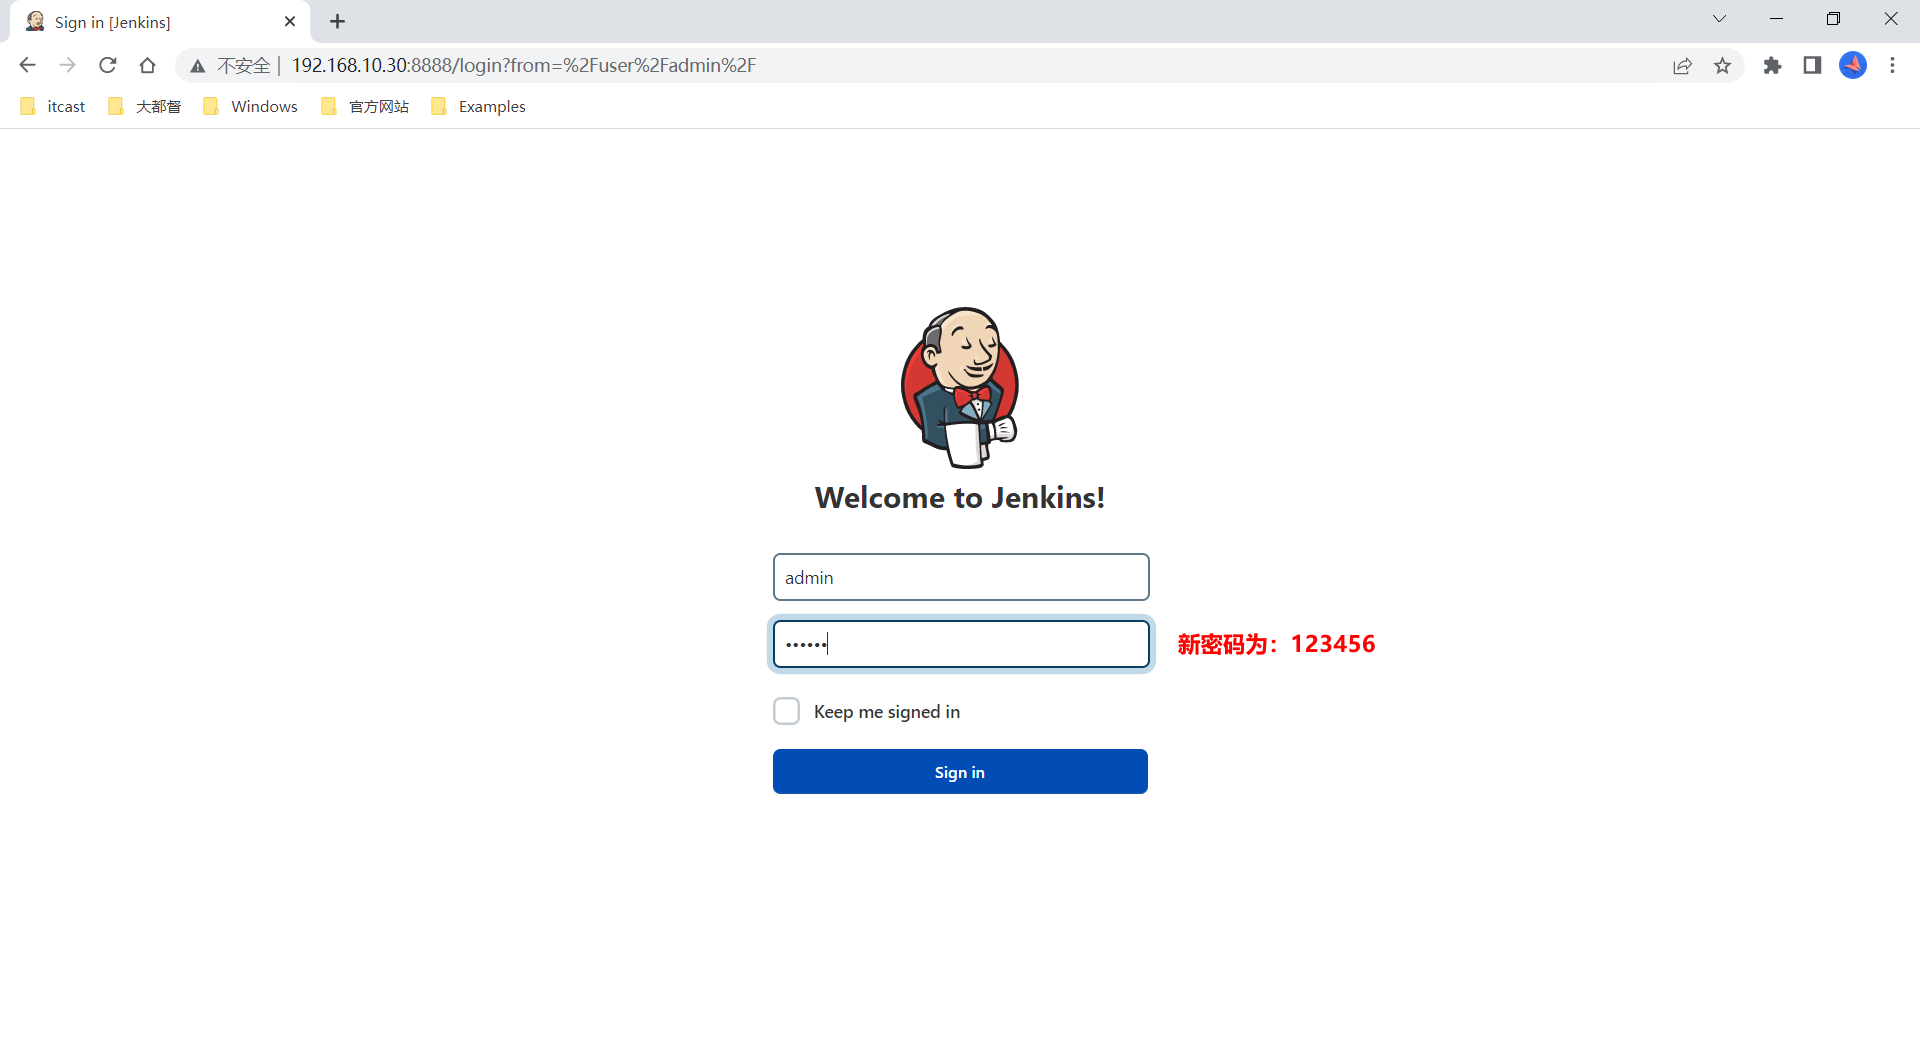 Sign in [Jenkins]
不安全 | 192.168.10.30:8888/login?from=%2Fuser%2Fadmin%2F
itcast 大都督 Windows 官方网站 Examples
Welcome to Jenkins!
admin
••••••
新密码为：123456
Keep me signed in
Sign in